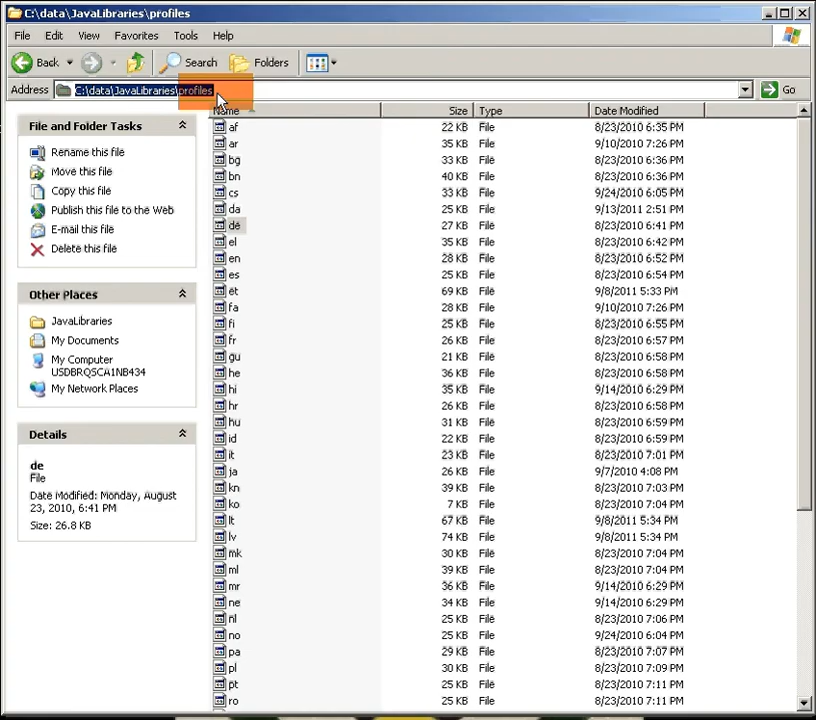 C:\data\JavaLibraries\profiles
File Edit View Favorites Tools Help
Back Search Folders
Address C:\data\JavaLibraries\profiles Go
File and Folder Tasks
Rename this file
Move this file
Copy this file
Publish this file to the Web
E-mail this file
Delete this file
Other Places
JavaLibraries
My Documents
My Computer
USDBRQSCA1NB434
My Network Places
Details
de
File
Date Modified: Monday, August
23, 2010, 6:41 PM
Size: 26.8 KB
Name Size Type Date Modified
af 22 KB File 8/23/2010 6:35 PM
ar 35 KB File 9/10/2010 7:26 PM
bg 33 KB File 8/23/2010 6:36 PM
bn 40 KB File 8/23/2010 6:36 PM
cs 33 KB File 9/24/2010 6:05 PM
da 25 KB File 9/13/2011 2:51 PM
de 27 KB File 8/23/2010 6:41 PM
el 35 KB File 8/23/2010 6:42 PM
en 28 KB File 8/23/2010 6:52 PM
es 25 KB File 8/23/2010 6:54 PM
et 69 KB File 9/8/2011 5:33 PM
fa 28 KB File 9/10/2010 7:26 PM
fi 25 KB File 8/23/2010 6:55 PM
fr 26 KB File 8/23/2010 6:57 PM
gu 21 KB File 8/23/2010 6:58 PM
he 36 KB File 8/23/2010 6:58 PM
hi 35 KB File 9/14/2010 6:29 PM
hr 26 KB File 8/23/2010 6:58 PM
hu 31 KB File 8/23/2010 6:59 PM
id 22 KB File 8/23/2010 6:59 PM
it 23 KB File 8/23/2010 7:01 PM
ja 26 KB File 9/7/2010 4:08 PM
kn 39 KB File 8/23/2010 7:03 PM
ko 7 KB File 8/23/2010 7:04 PM
lt 67 KB File 9/8/2011 5:34 PM
lv 74 KB File 9/8/2011 5:34 PM
mk 30 KB File 8/23/2010 7:04 PM
ml 39 KB File 8/23/2010 7:04 PM
mr 36 KB File 9/14/2010 6:29 PM
ne 34 KB File 9/14/2010 6:29 PM
nl 25 KB File 8/23/2010 7:06 PM
no 25 KB File 9/24/2010 6:04 PM
pa 29 KB File 8/23/2010 7:07 PM
pl 30 KB File 8/23/2010 7:09 PM
pt 25 KB File 8/23/2010 7:11 PM
ro 25 KB File 8/23/2010 7:11 PM